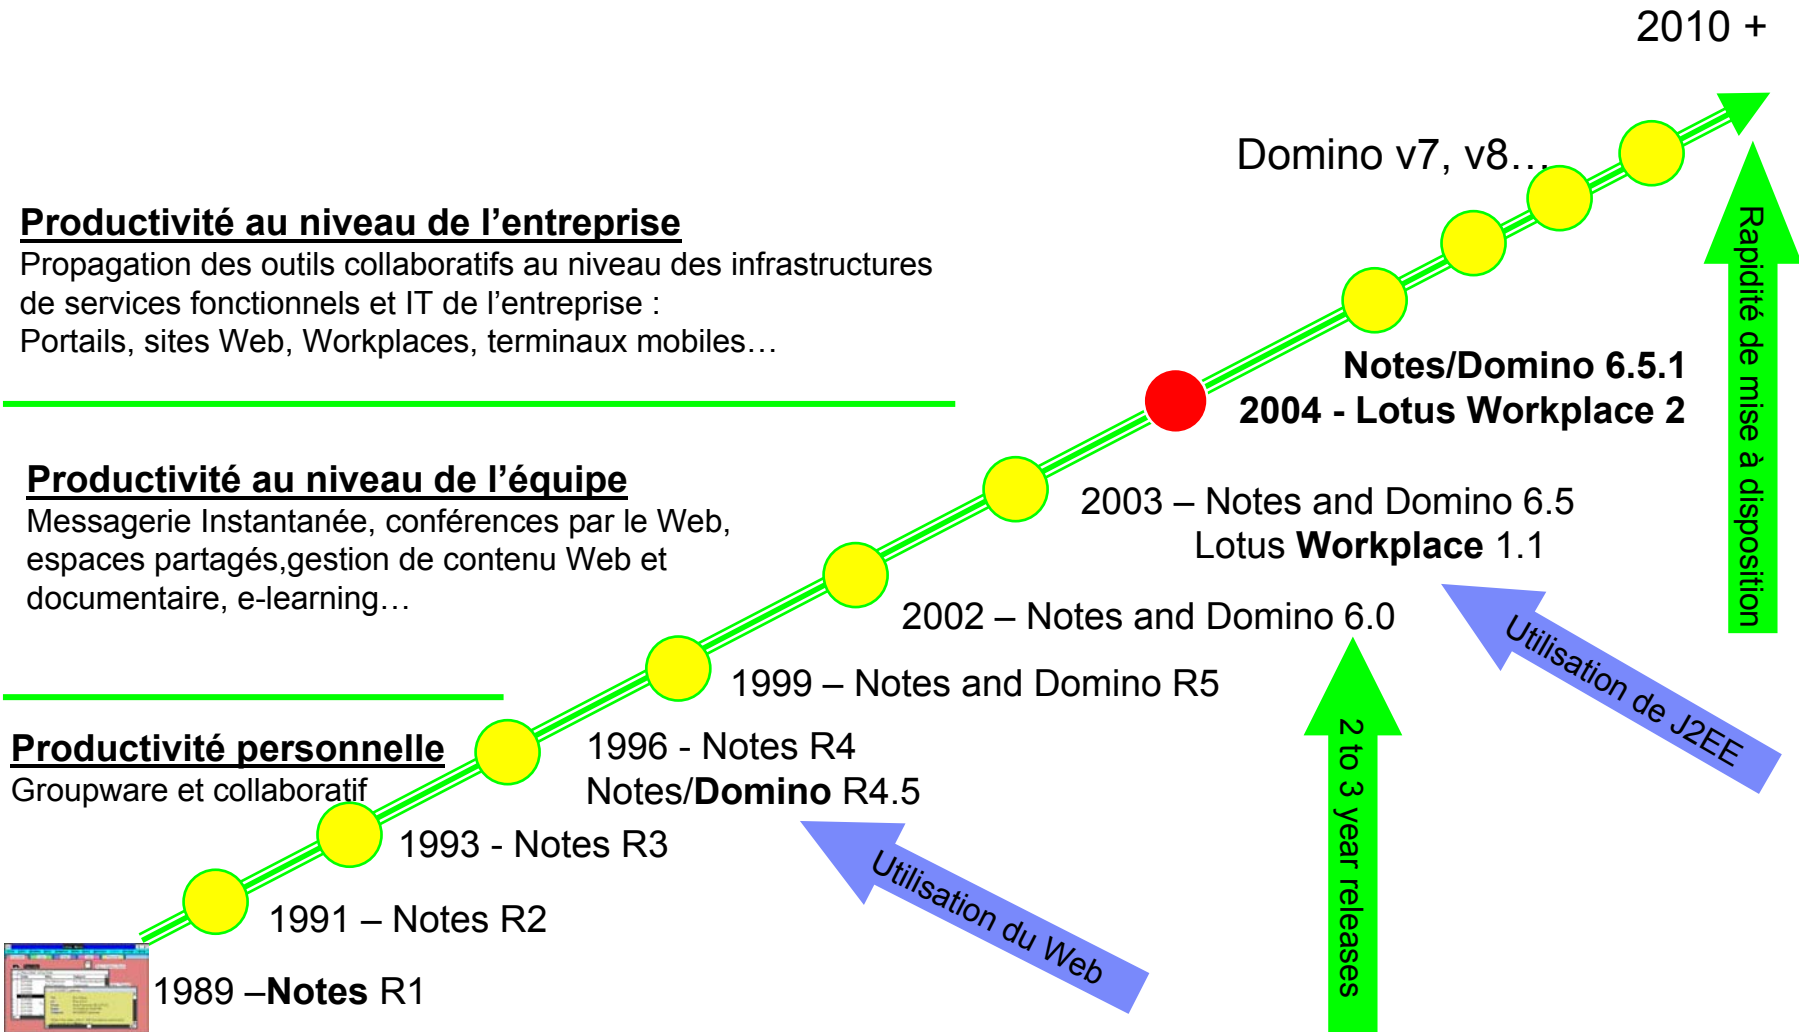 2010 +
Domino v7, v8…
Productivité au niveau de l’entreprise
Propagation des outils collaboratifs au niveau des infrastructures
de services fonctionnels et IT de l’entreprise :
Portails, sites Web, Workplaces, terminaux mobiles…
Rapidité de mise à disposition
Notes/Domino 6.5.1
2004 - Lotus Workplace 2
Productivité au niveau de l’équipe
Messagerie Instantanée, conférences par le Web,
espaces partagés,gestion de contenu Web et
documentaire, e-learning…
2003 – Notes and Domino 6.5
Lotus Workplace 1.1
Utilisation de J2EE
2002 – Notes and Domino 6.0
2 to 3 year releases
1999 – Notes and Domino R5
Productivité personnelle
Groupware et collaboratif
1996 - Notes R4
Notes/Domino R4.5
Utilisation du Web
1993 - Notes R3
1991 – Notes R2
1989 –Notes R1